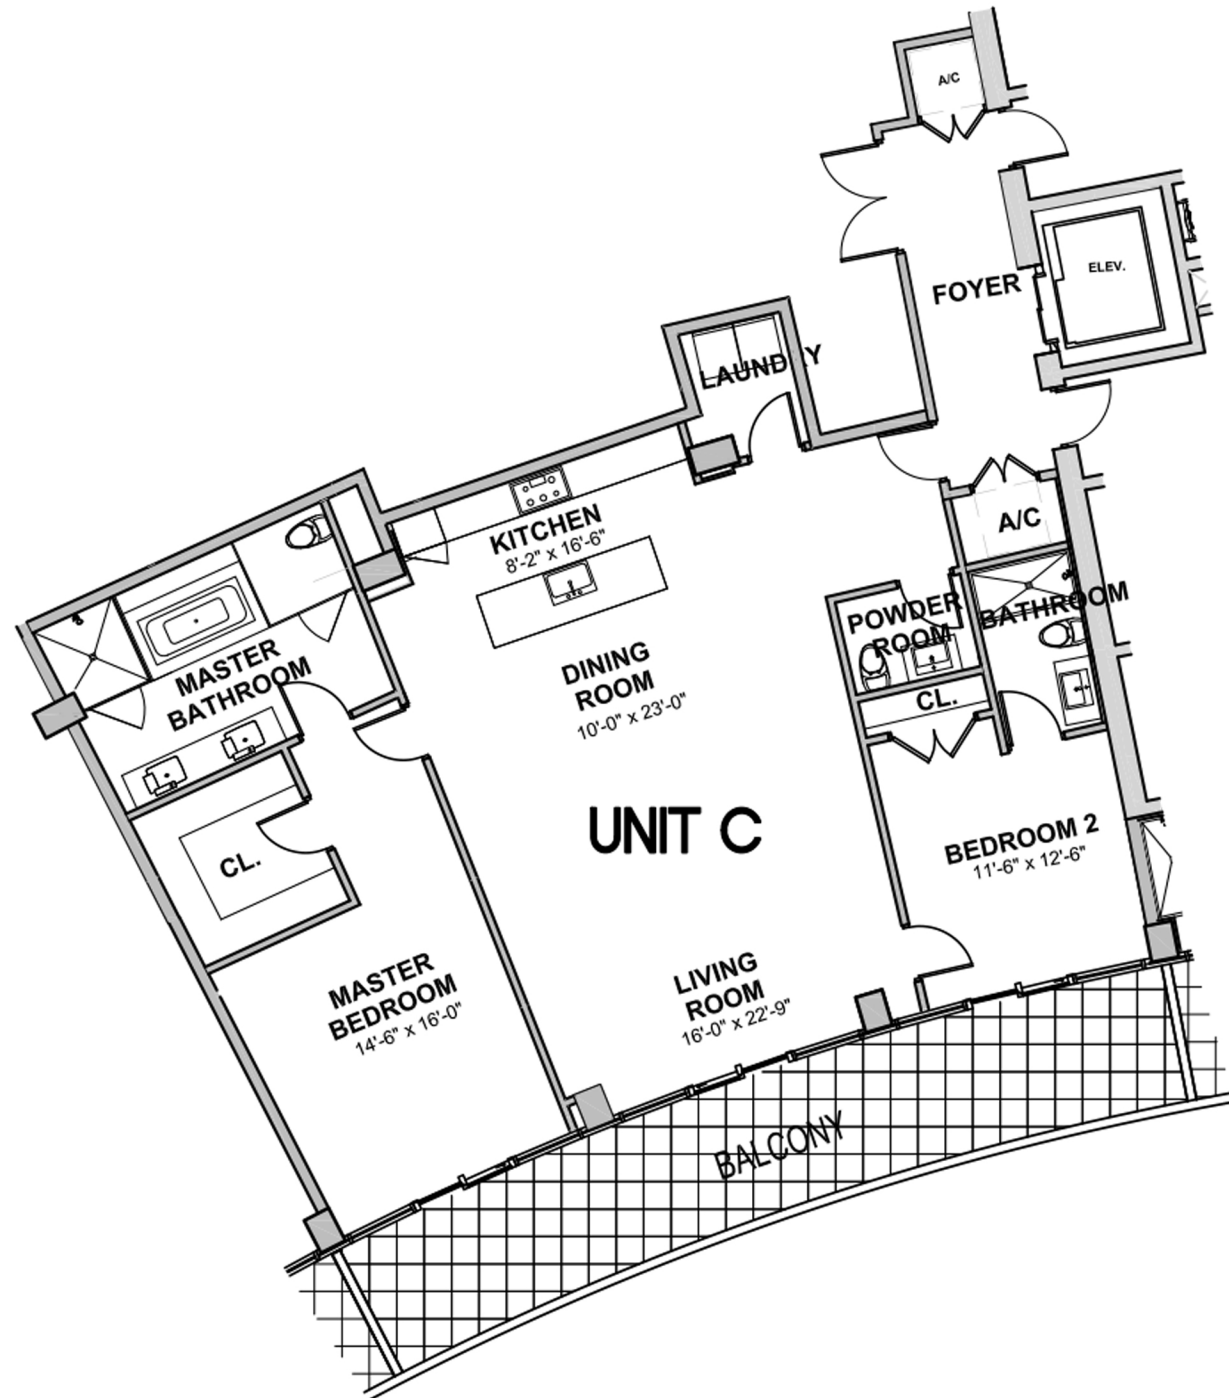 A/C
ELEV.
FOYER
LAUNDRY
KITCHEN
8'-2" x 16'-6"
A/C
POWDER
ROOM
BATHROOM
MASTER
BATHROOM
DINING
ROOM
10'-0" x 23'-0"
CL.
UNIT C
BEDROOM 2
11'-6" x 12'-6"
CL.
MASTER
BEDROOM
14'-6" x 16'-0"
LIVING
ROOM
16'-0" x 22'-9"
BALCONY